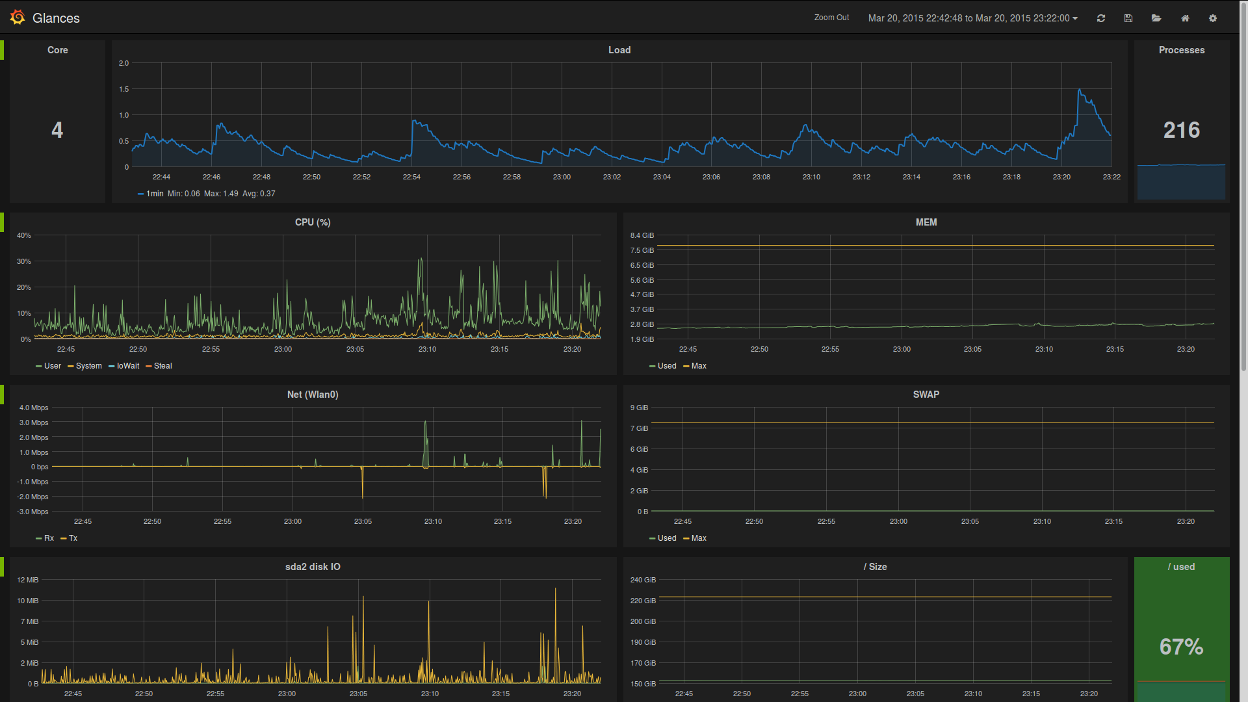 Glances
Zoom Out
Mar 20, 2015 22:42:48 to Mar 20, 2015 23:22:00
Core
4
Load
2.0
1.5
1.0
0.5
0
22:44 22:46 22:48 22:50 22:52 22:54 22:56 22:58 23:00 23:02 23:04 23:06 23:08 23:10 23:12 23:14 23:16 23:18 23:20 23:22
1min Min: 0.06 Max: 1.49 Avg: 0.37
Processes
216
CPU (%)
40%
30%
20%
10%
0%
22:45 22:50 22:55 23:00 23:05 23:10 23:15 23:20
User System IoWait Steal
MEM
8.4 GiB
7.5 GiB
6.5 GiB
5.6 GiB
4.7 GiB
3.7 GiB
2.8 GiB
1.9 GiB
22:45 22:50 22:55 23:00 23:05 23:10 23:15 23:20
Used Max
Net (Wlan0)
4.0 Mbps
3.0 Mbps
2.0 Mbps
1.0 Mbps
0 bps
-1.0 Mbps
-2.0 Mbps
-3.0 Mbps
22:45 22:50 22:55 23:00 23:05 23:10 23:15 23:20
Rx Tx
SWAP
9 GiB
7 GiB
6 GiB
4 GiB
2 GiB
0 B
22:45 22:50 22:55 23:00 23:05 23:10 23:15 23:20
Used Max
sda2 disk IO
12 MiB
10 MiB
7 MiB
5 MiB
2 MiB
0 B
22:45 22:50 22:55 23:00 23:05 23:10 23:15 23:20
/ Size
240 GiB
220 GiB
200 GiB
190 GiB
170 GiB
150 GiB
22:45 22:50 22:55 23:00 23:05 23:10 23:15 23:20
/ used
67%